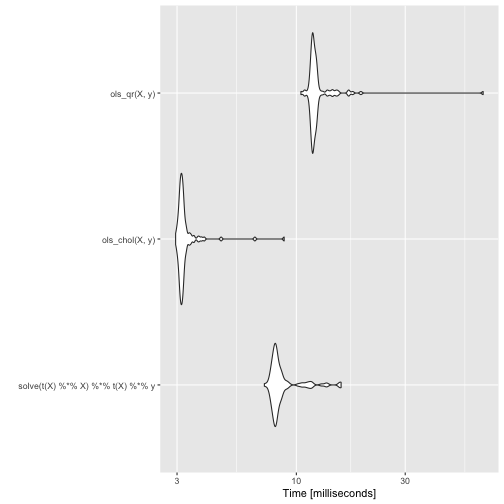 ols_qr(X, y)
ols_chol(X, y)
solve(t(X) %*% X) %*% t(X) %*% y
3
10
30
Time [milliseconds]